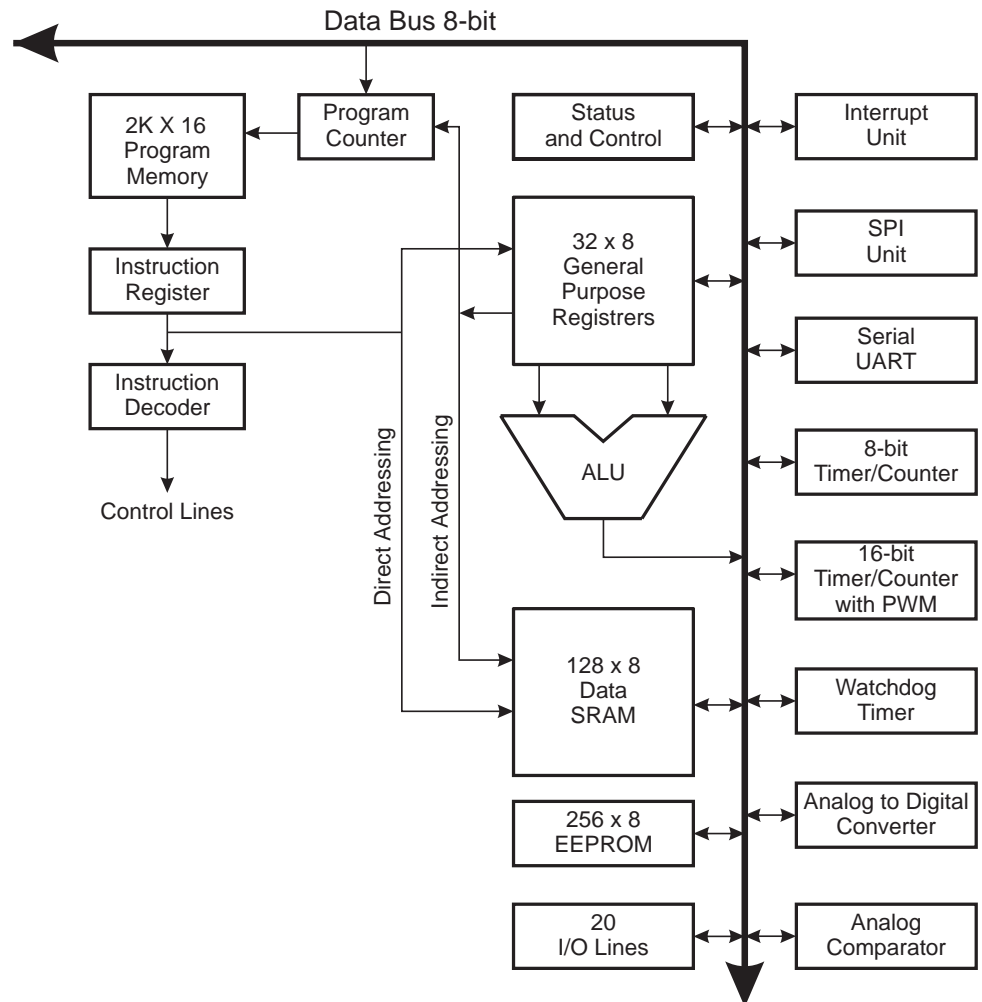 Data Bus 8-bit
2K X 16
Program
Memory
Program
Counter
Status
and Control
Interrupt
Unit
Instruction
Register
32 x 8
General
Purpose
Registrers
SPI
Unit
Serial
UART
Instruction
Decoder
Control Lines
Direct Addressing
Indirect Addressing
ALU
8-bit
Timer/Counter
16-bit
Timer/Counter
with PWM
128 x 8
Data
SRAM
Watchdog
Timer
256 x 8
EEPROM
Analog to Digital
Converter
20
I/O Lines
Analog
Comparator